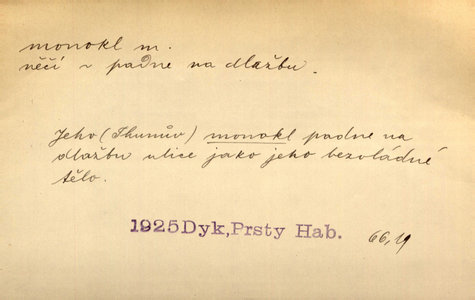 monokl m.
něčí ~ padne na dlažbu.
Jeho (Thunův) monokl padne na
dlažbu ulice jako jeho bezvládné
tělo.
1925 Dyk, Prsty Hab. 66,19